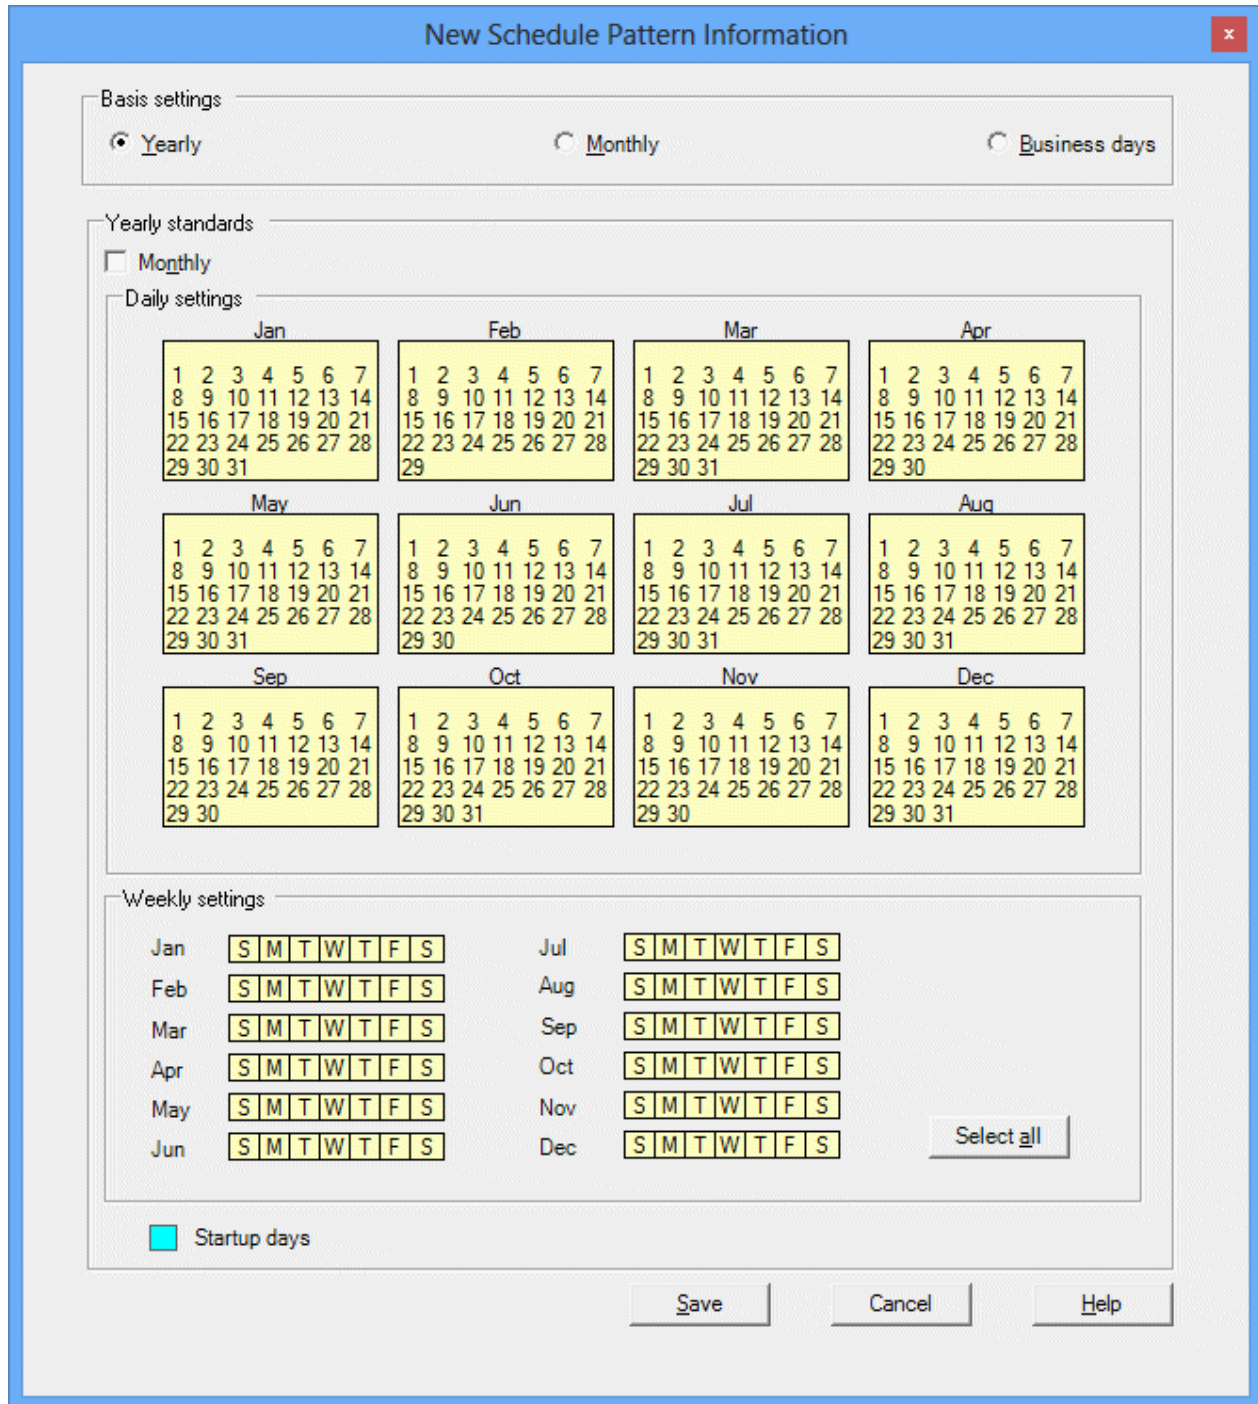 New Schedule Pattern Information x
Basis settings
Yearly Monthly Business days
Yearly standards
Monthly
Daily settings
Jan Feb Mar Apr
1 2 3 4 5 6 7 1 2 3 4 5 6 7 1 2 3 4 5 6 7 1 2 3 4 5 6 7
8 9 10 11 12 13 14 8 9 10 11 12 13 14 8 9 10 11 12 13 14 8 9 10 11 12 13 14
15 16 17 18 19 20 21 15 16 17 18 19 20 21 15 16 17 18 19 20 21 15 16 17 18 19 20 21
22 23 24 25 26 27 28 22 23 24 25 26 27 28 22 23 24 25 26 27 28 22 23 24 25 26 27 28
29 30 31 29 29 30 31 29 30
May Jun Jul Aug
1 2 3 4 5 6 7 1 2 3 4 5 6 7 1 2 3 4 5 6 7 1 2 3 4 5 6 7
8 9 10 11 12 13 14 8 9 10 11 12 13 14 8 9 10 11 12 13 14 8 9 10 11 12 13 14
15 16 17 18 19 20 21 15 16 17 18 19 20 21 15 16 17 18 19 20 21 15 16 17 18 19 20 21
22 23 24 25 26 27 28 22 23 24 25 26 27 28 22 23 24 25 26 27 28 22 23 24 25 26 27 28
29 30 31 29 30 29 30 31 29 30 31
Sep Oct Nov Dec
1 2 3 4 5 6 7 1 2 3 4 5 6 7 1 2 3 4 5 6 7 1 2 3 4 5 6 7
8 9 10 11 12 13 14 8 9 10 11 12 13 14 8 9 10 11 12 13 14 8 9 10 11 12 13 14
15 16 17 18 19 20 21 15 16 17 18 19 20 21 15 16 17 18 19 20 21 15 16 17 18 19 20 21
22 23 24 25 26 27 28 22 23 24 25 26 27 28 22 23 24 25 26 27 28 22 23 24 25 26 27 28
29 30 29 30 31 29 30 29 30 31
Weekly settings
Jan S M T W T F S Jul S M T W T F S
Feb S M T W T F S Aug S M T W T F S
Mar S M T W T F S Sep S M T W T F S
Apr S M T W T F S Oct S M T W T F S
May S M T W T F S Nov S M T W T F S
Jun S M T W T F S Dec S M T W T F S Select all
Startup days
Save Cancel Help